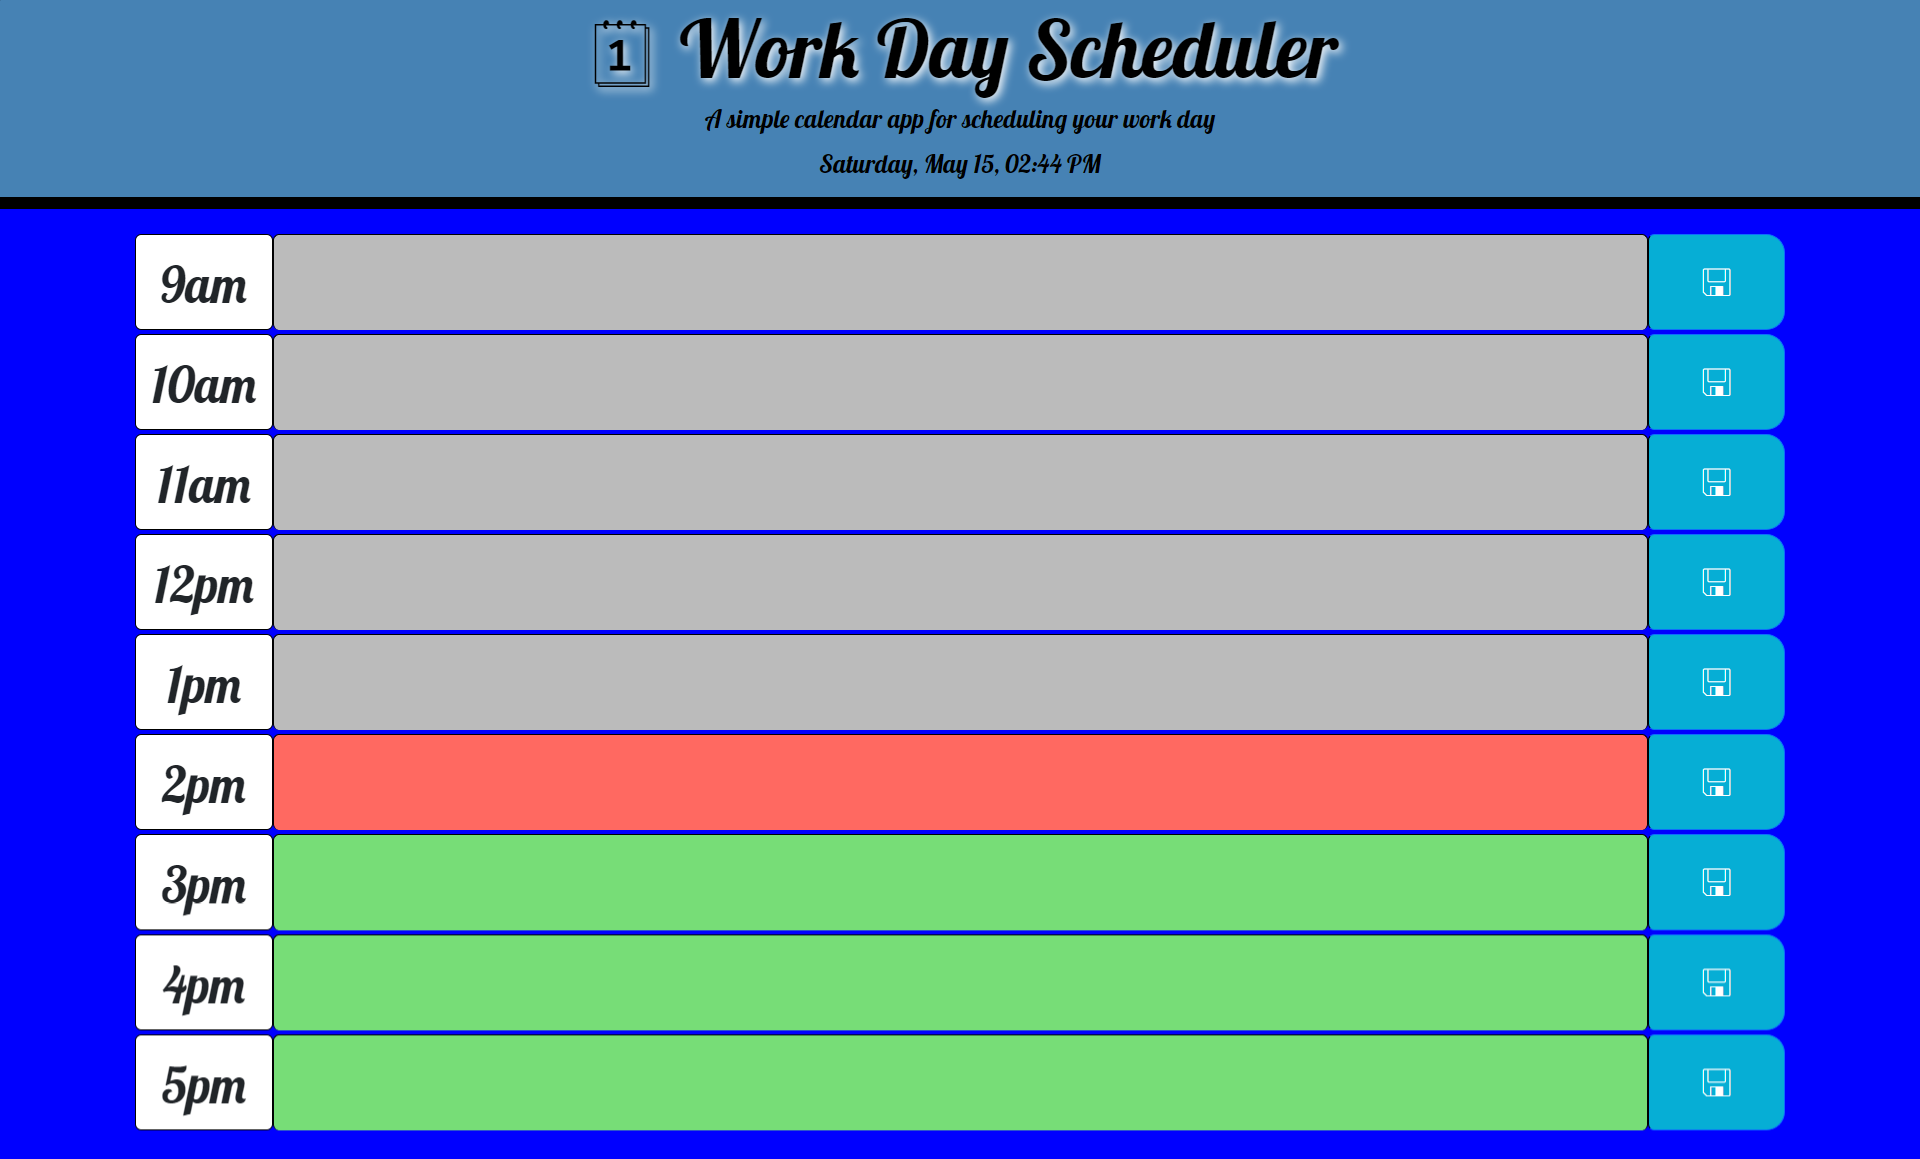 🗓 1 Work Day Scheduler
A simple calendar app for scheduling your work day
Saturday, May 15, 02:44 PM
9am
10am
11am
12pm
1pm
2pm
3pm
4pm
5pm